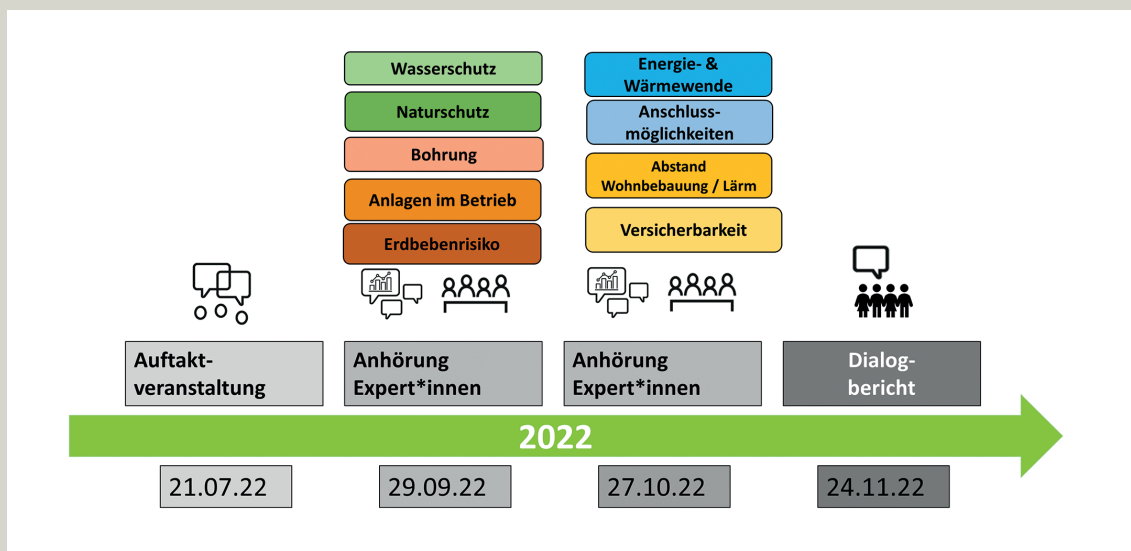 Wasserschutz
Naturschutz
Bohrung
Anlagen im Betrieb
Erdbebenrisiko
Energie- &
Wärmewende
Anschluss-
möglichkeiten
Abstand
Wohnbebauung / Lärm
Versicherbarkeit
Auftakt-
veranstaltung
Anhörung
Expert*innen
Anhörung
Expert*innen
Dialog-
bericht
2022
21.07.22
29.09.22
27.10.22
24.11.22